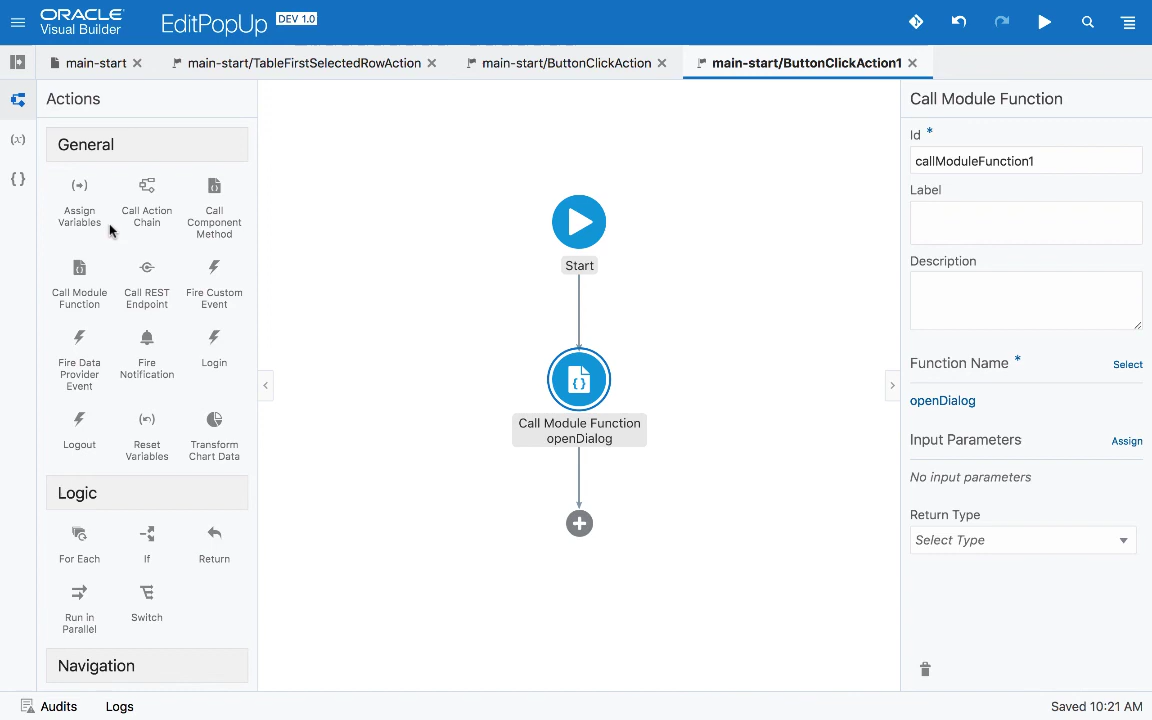 ORACLE
Visual Builder
EditPopUp
DEV 1.0
main-start
main-start/TableFirstSelectedRowAction
main-start/ButtonClickAction
main-start/ButtonClickAction1
Actions
General
(x)
Assign
Variables
Call Action
Chain
Call
Component
Method
Call Module
Function
Call REST
Endpoint
Fire Custom
Event
Fire Data
Provider
Event
Fire
Notification
Login
Logout
Reset
Variables
Transform
Chart Data
Logic
For Each
If
Return
Run in
Parallel
Switch
Navigation
Start
Call Module Function
openDialog
Call Module Function
Id *
callModuleFunction1
Label
Description
Function Name *
Select
openDialog
Input Parameters
Assign
No input parameters
Return Type
Select Type
Audits
Logs
Saved 10:21 AM